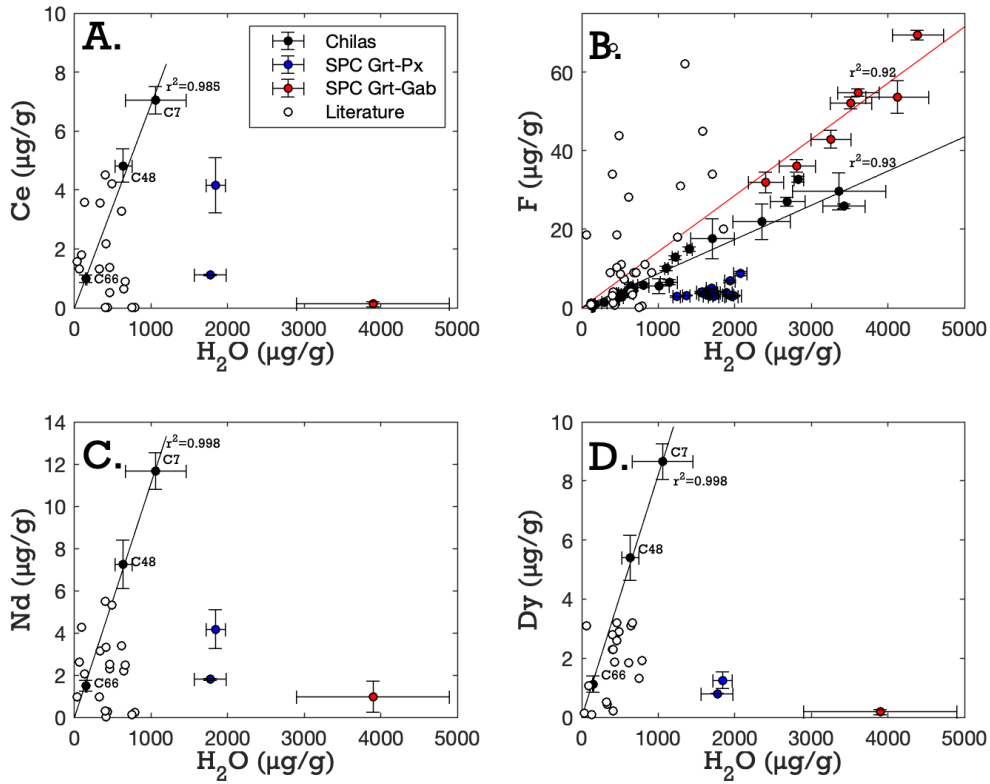 A.
10
8
6
4
2
0
Ce (µg/g)
r²=0.985
C7
C48
C66
Chilas
SPC Grt-Px
SPC Grt-Gab
Literature
0 1000 2000 3000 4000 5000
H₂O (µg/g)
B.
60
40
20
0
F (µg/g)
r²=0.92
r²=0.93
0 1000 2000 3000 4000 5000
H₂O (µg/g)
C.
14
12
10
8
6
4
2
0
Nd (µg/g)
r²=0.998
C7
C48
C66
0 1000 2000 3000 4000 5000
H₂O (µg/g)
D.
10
8
6
4
2
0
Dy (µg/g)
C7
r²=0.998
C48
C66
0 1000 2000 3000 4000 5000
H₂O (µg/g)